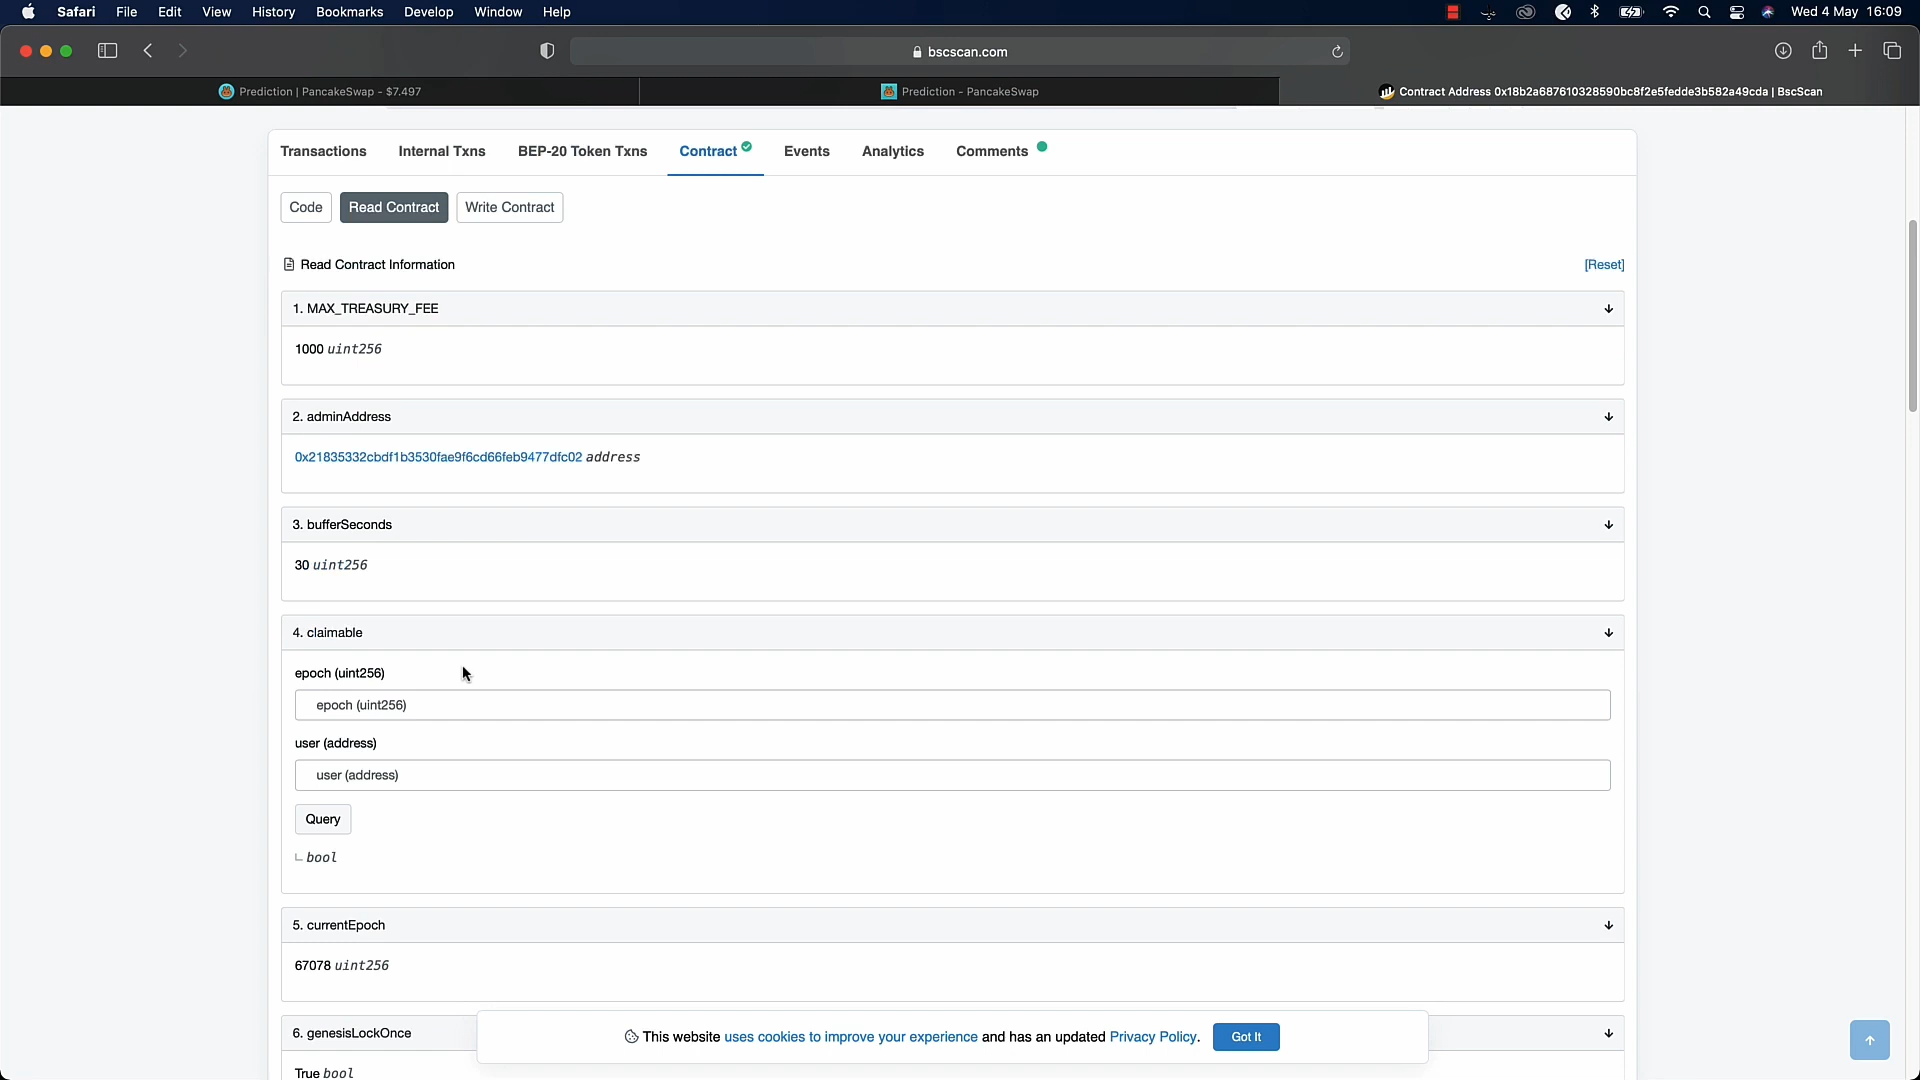 Safari File Edit View History Bookmarks Develop Window Help Wed 4 May 16:09
bscscan.com
Prediction | PancakeSwap - $7.497
Prediction - PancakeSwap
Contract Address 0x18b2a687610328590bc8f2e5fedde3b582a49cda | BscScan
Transactions Internal Txns BEP-20 Token Txns Contract Events Analytics Comments
Code Read Contract Write Contract
Read Contract Information [Reset]
1. MAX_TREASURY_FEE
1000 uint256
2. adminAddress
0x21835332cbdf1b3530fae9f6cd66feb9477dfc02 address
3. bufferSeconds
30 uint256
4. claimable
epoch (uint256)
epoch (uint256)
user (address)
user (address)
Query
bool
5. currentEpoch
67078 uint256
6. genesisLockOnce
This website uses cookies to improve your experience and has an updated Privacy Policy. Got It
True bool